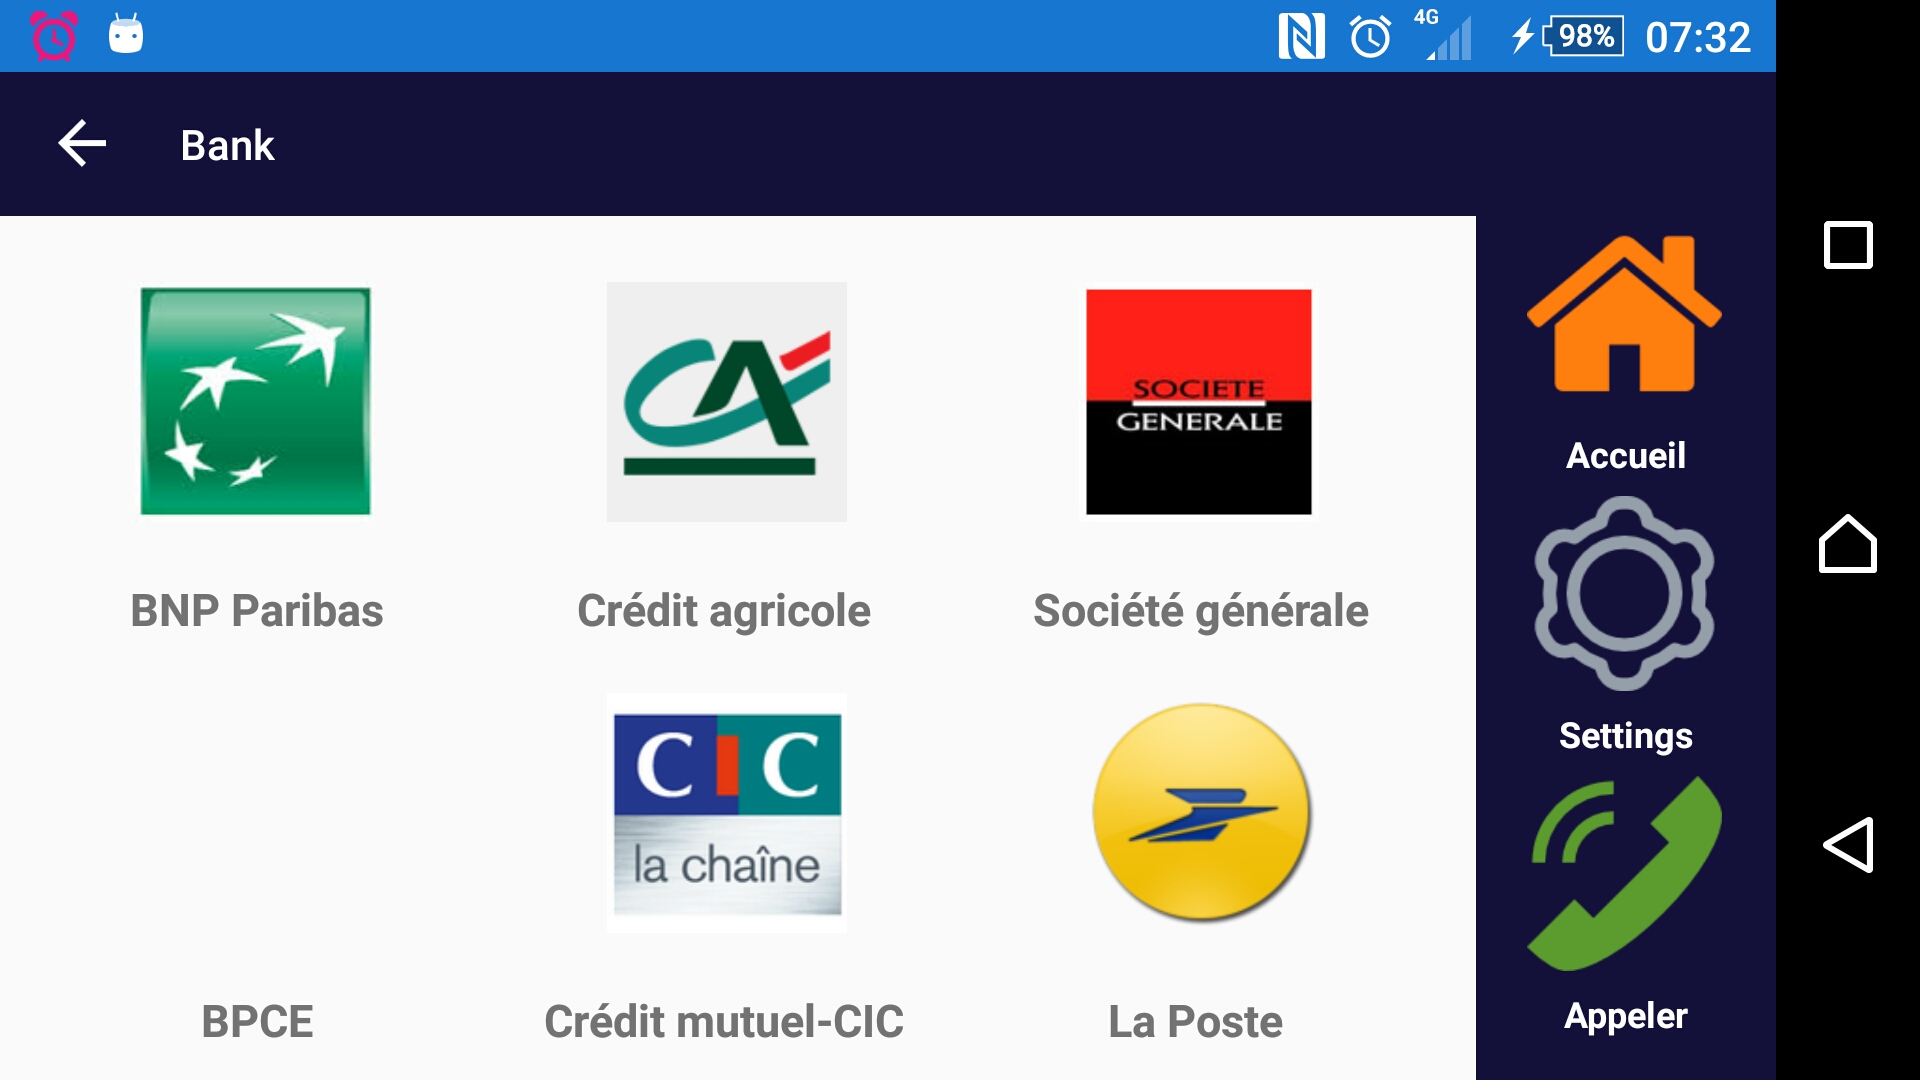 4G
98%
07:32
Bank
SOCIETE
GENERALE
Accueil
BNP Paribas
Crédit agricole
Société générale
Settings
CIC
la chaîne
BPCE
Crédit mutuel-CIC
La Poste
Appeler